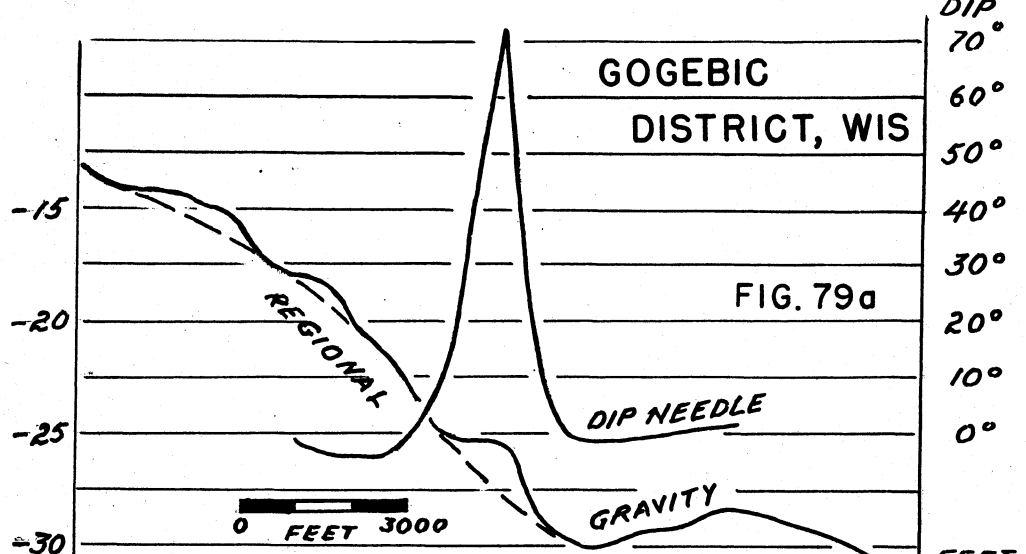 DIP
70°
GOGEBIC
60°
DISTRICT, WIS
50°
-15
40°
30°
FIG. 79a
REGIONAL
-20
20°
10°
DIP NEEDLE
-25
0°
GRAVITY
0 FEET 3000
-30